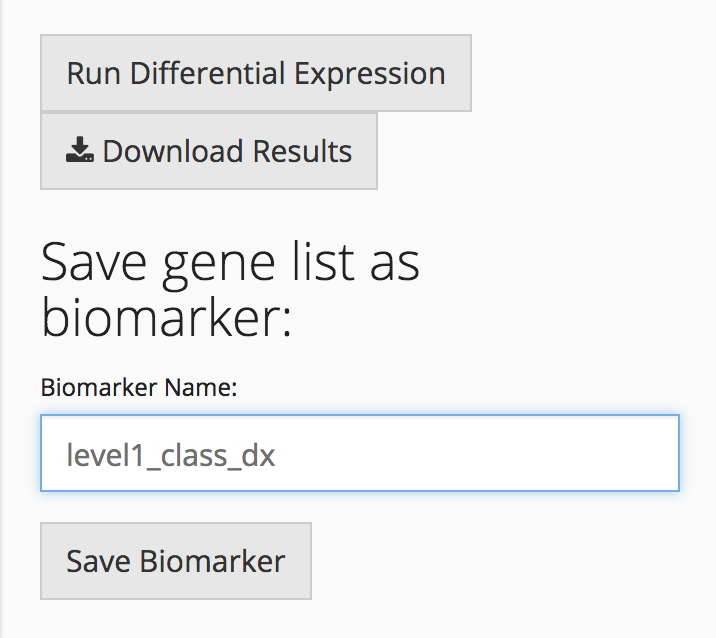 Run Differential Expression
Download Results
Save gene list as
biomarker:
Biomarker Name:
level1_class_dx
Save Biomarker